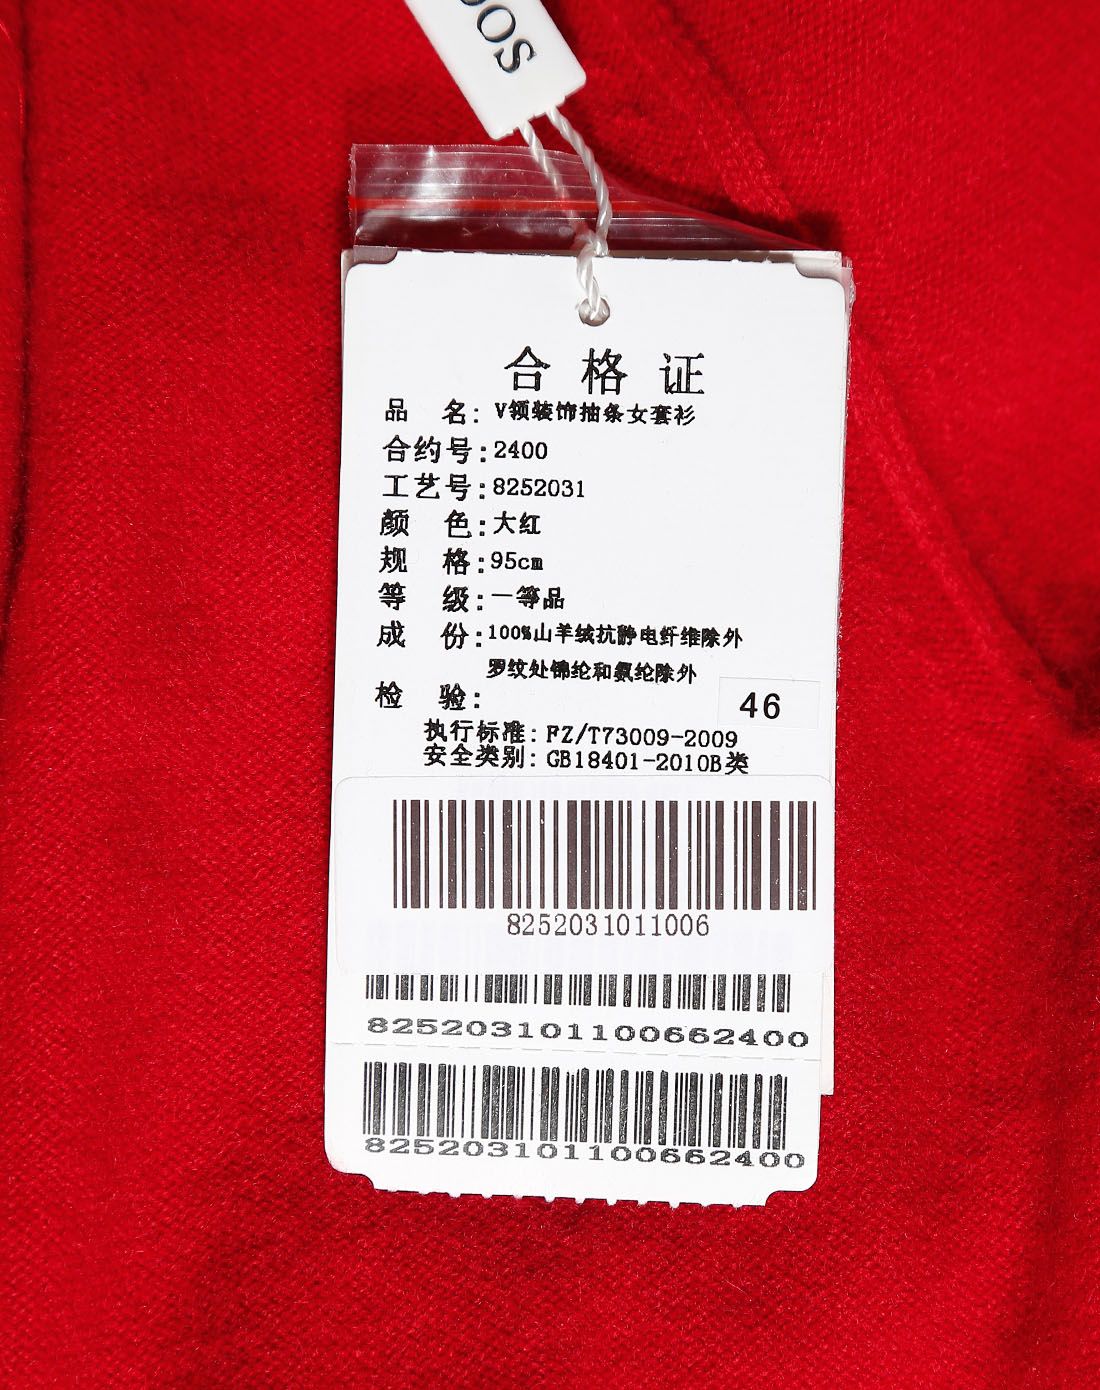 OOS
合格证
品 名: V领装饰抽条女套衫
合约号:2400
工艺号:8252031
颜 色:大红
规 格:95cm
等 级:一等品
成 份:100%山羊绒抗静电纤维除外
罗纹处锦纶和氨纶除外
检 验:
46
执行标准: FZ/T73009-2009
安全类别: GB18401-2010B类
8252031011006
825203101100662400
825203101100662400